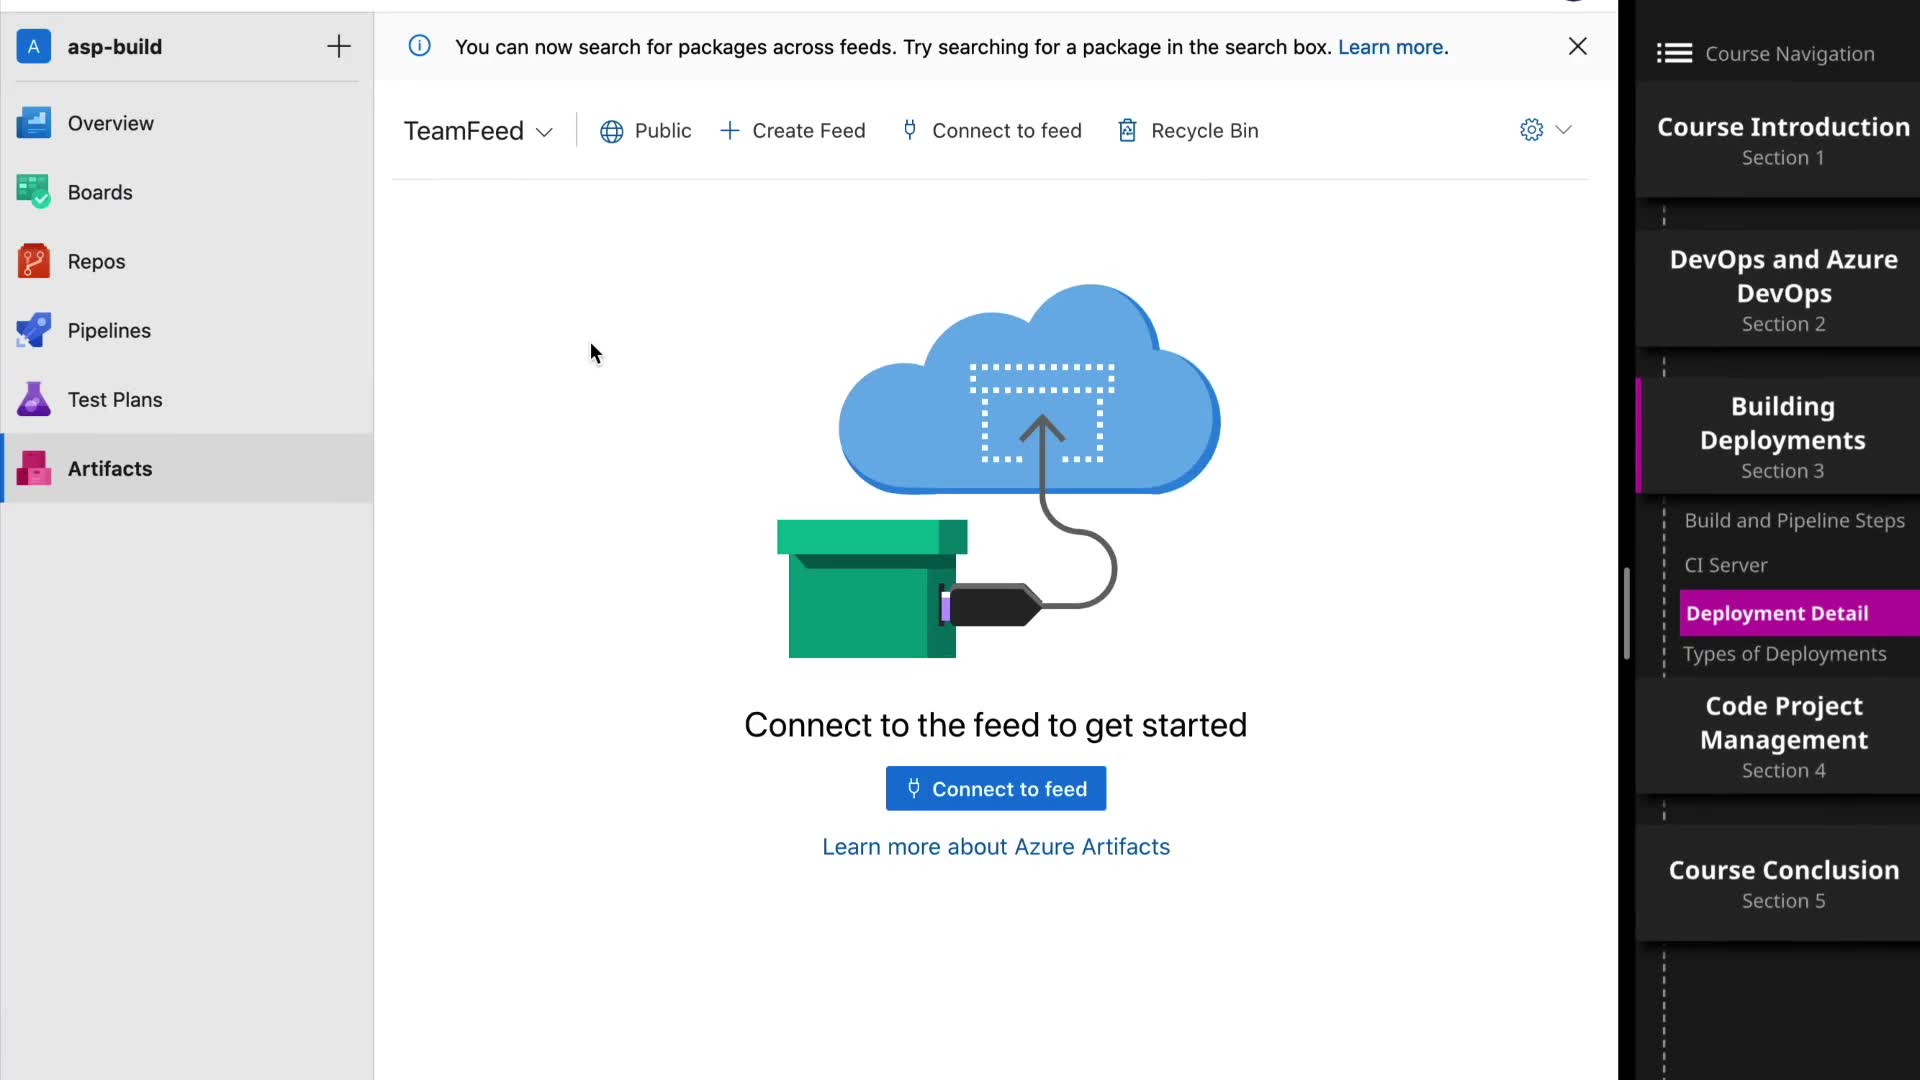 A asp-build
You can now search for packages across feeds. Try searching for a package in the search box. Learn more.
TeamFeed
Public
Create Feed
Connect to feed
Recycle Bin
Overview
Boards
Repos
Pipelines
Test Plans
Artifacts
Connect to the feed to get started
Connect to feed
Learn more about Azure Artifacts
Course Navigation
Course Introduction
Section 1
DevOps and Azure
DevOps
Section 2
Building
Deployments
Section 3
Build and Pipeline Steps
CI Server
Deployment Detail
Types of Deployments
Code Project
Management
Section 4
Course Conclusion
Section 5